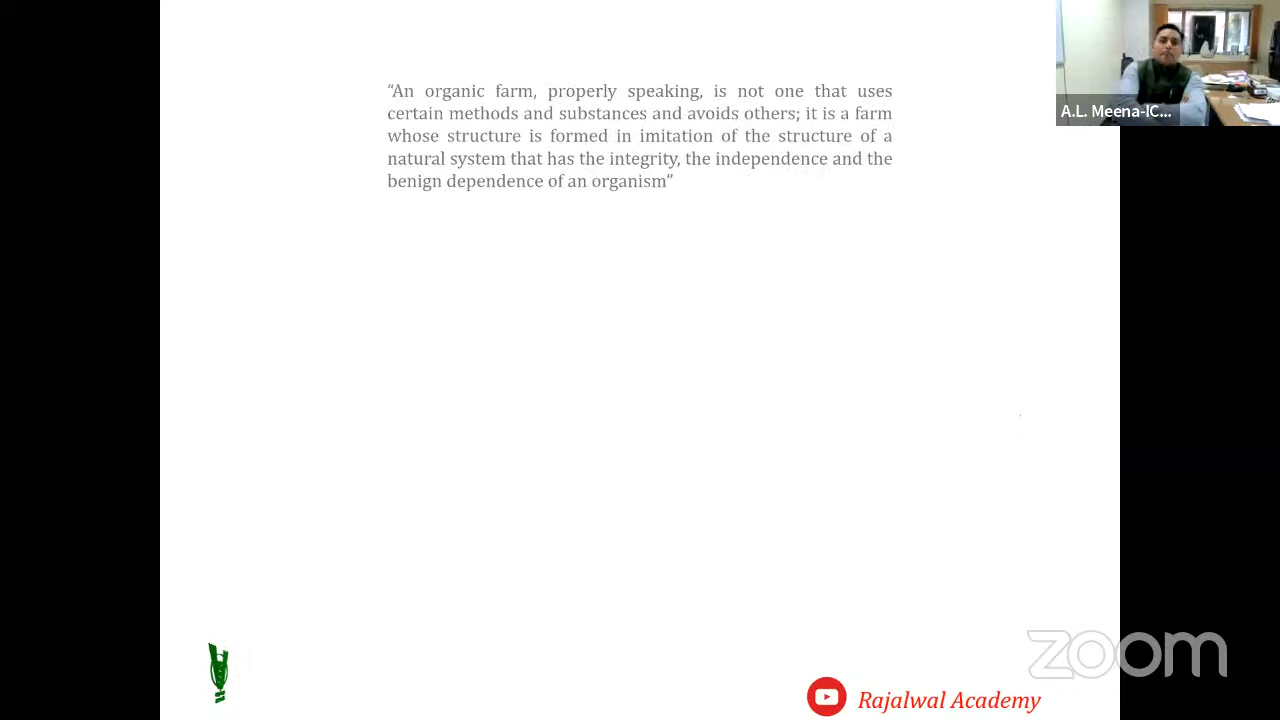 “An organic farm, properly speaking, is not one that uses
certain methods and substances and avoids others; it is a farm
whose structure is formed in imitation of the structure of a
natural system that has the integrity, the independence and the
benign dependence of an organism”
A.L. Meena-IC...
zoom
Rajalwal Academy